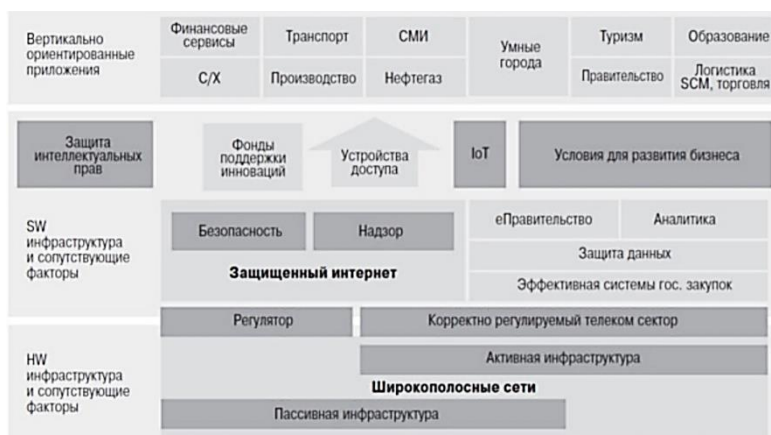 Вертикально
ориентированные
приложения
Финансовые
сервисы
Транспорт
СМИ
Умные
города
Туризм
Образование
С/Х
Производство
Нефтегаз
Правительство
Логистика
SCM, торговля
Защита
интеллектуальных
прав
Фонды
поддержки
инноваций
Устройства
доступа
IoT
Условия для развития бизнеса
SW
инфраструктура
и сопутствующие
факторы
Безопасность
Надзор
Защищенный интернет
еПравительство
Аналитика
Защита данных
Эффективная системы гос. закупок
Регулятор
Корректно регулируемый телеком сектор
HW
инфраструктура
и сопутствующие
факторы
Активная инфраструктура
Широкополосные сети
Пассивная инфраструктура